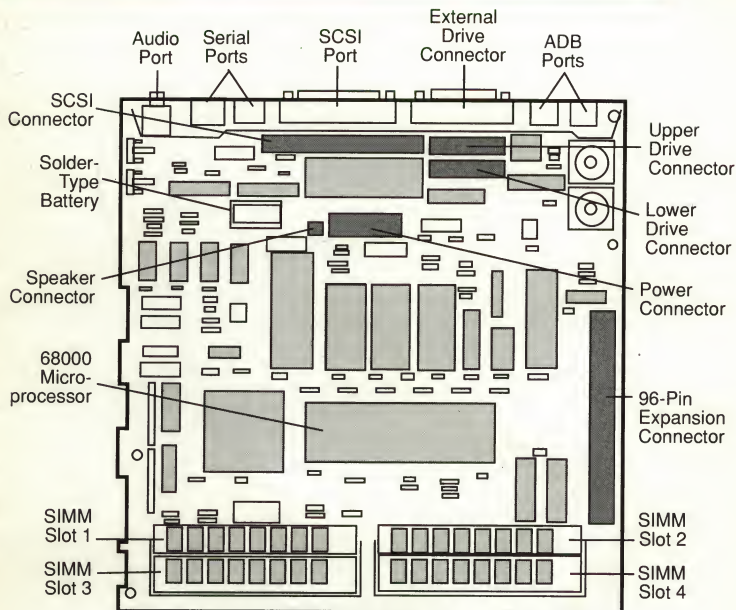 Audio
Port
Serial
Ports
SCSI
Port
External
Drive
Connector
ADB
Ports
SCSI
Connector
Solder-
Type
Battery
Speaker
Connector
68000
Micro-
processor
SIMM
Slot 1
SIMM
Slot 3
Upper
Drive
Connector
Lower
Drive
Connector
Power
Connector
96-Pin
Expansion
Connector
SIMM
Slot 2
SIMM
Slot 4